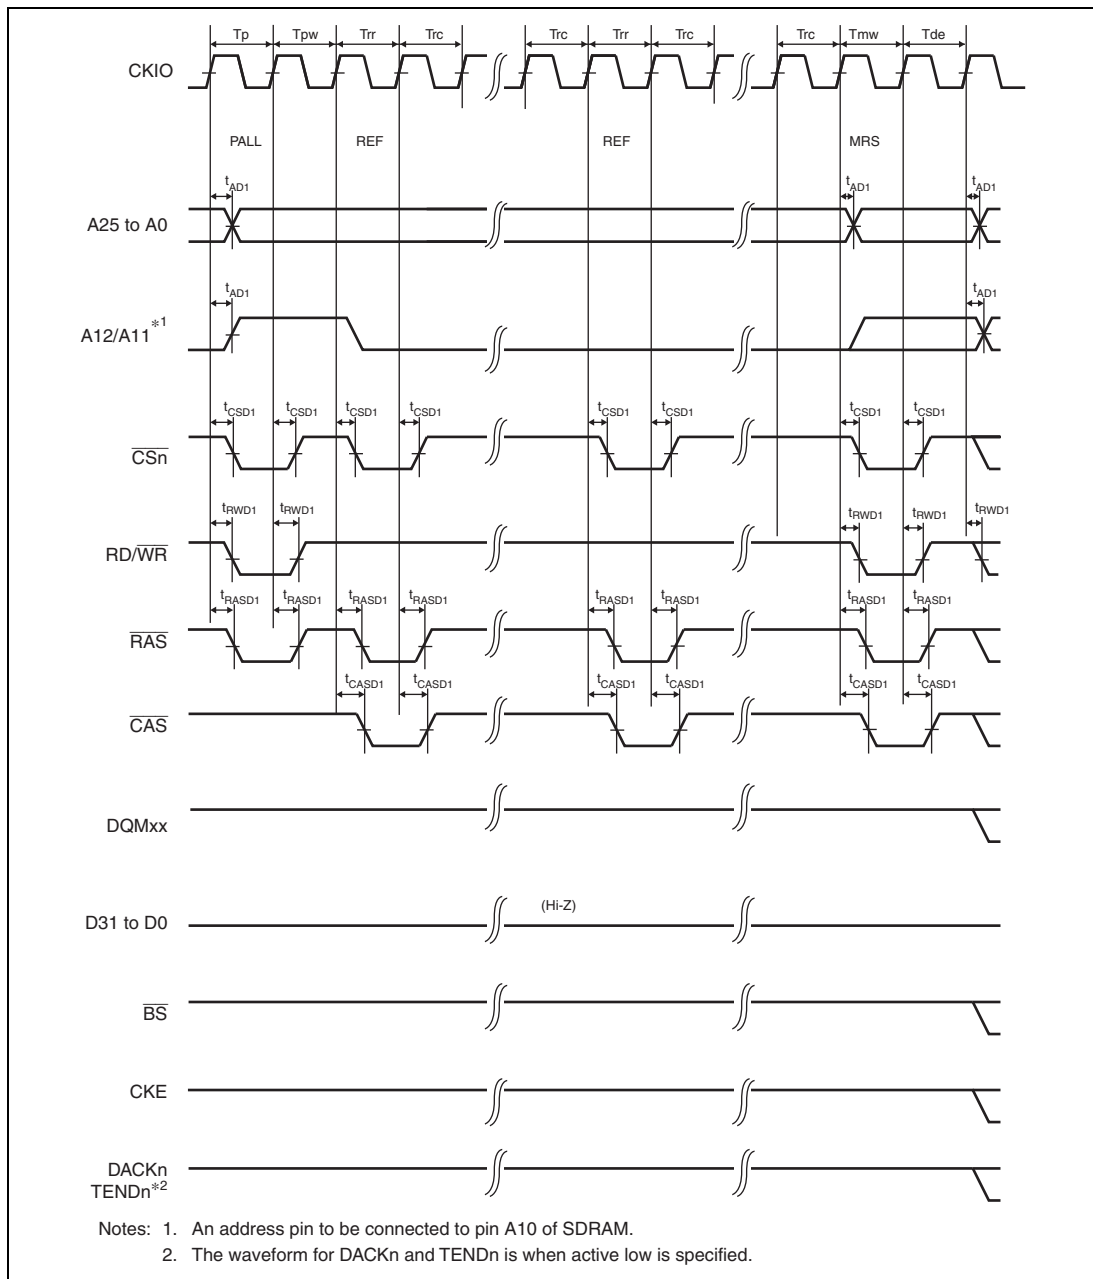 Tp Tpw Trr Trc Trc Trr Trc Trc Tmw Tde
CKIO
PALL REF REF MRS
tAD1 tAD1 tAD1
A25 to A0
tAD1 tAD1
A12/A11*1
tCSD1 tCSD1 tCSD1 tCSD1 tCSD1 tCSD1 tCSD1 tCSD1
CSn
tRWD1 tRWD1 tRWD1 tRWD1 tRWD1
RD/WR
tRASD1 tRASD1 tRASD1 tRASD1 tRASD1 tRASD1 tRASD1 tRASD1
RAS
tCASD1 tCASD1 tCASD1 tCASD1 tCASD1 tCASD1
CAS
DQMxx
(Hi-Z)
D31 to D0
BS
CKE
DACKn
TENDn*2
Notes: 1. An address pin to be connected to pin A10 of SDRAM.
2. The waveform for DACKn and TENDn is when active low is specified.